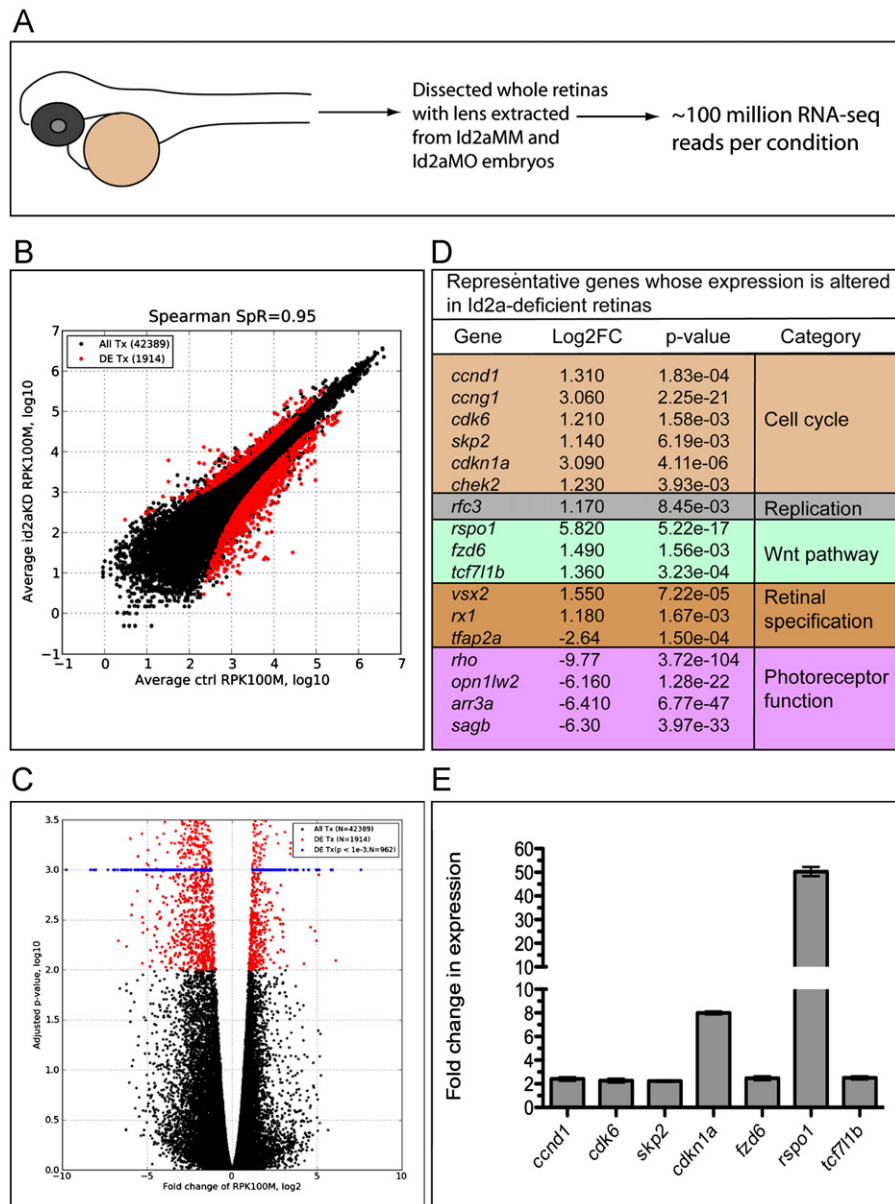 A
Dissected whole retinas
with lens extracted
from Id2aMM and
Id2aMO embryos
~100 million RNA-seq
reads per condition
B
Spearman SpR=0.95
All Tx (42389)
DE Tx (1914)
Average id2aKD RPK100M, log10
7
6
5
4
3
2
1
0
−1
−1 0 1 2 3 4 5 6 7
Average ctrl RPK100M, log10
D
Representative genes whose expression is altered
in Id2a-deficient retinas
Gene Log2FC p-value Category
ccnd1 1.310 1.83e-04
ccng1 3.060 2.25e-21
cdk6 1.210 1.58e-03
Cell cycle
skp2 1.140 6.19e-03
cdkn1a 3.090 4.11e-06
chek2 1.230 3.93e-03
rfc3 1.170 8.45e-03 Replication
rspo1 5.820 5.22e-17
fzd6 1.490 1.56e-03 Wnt pathway
tcf7l1b 1.360 3.23e-04
vsx2 1.550 7.22e-05 Retinal
rx1 1.180 1.67e-03 specification
tfap2a -2.64 1.50e-04
rho -9.77 3.72e-104
opn1lw2 -6.160 1.28e-22 Photoreceptor
arr3a -6.410 6.77e-47 function
sagb -6.30 3.97e-33
C
All Tx (N=42389)
DE Tx (N=1914)
DE Tx(p < 1e-3,N=962)
Adjusted p-value, log10
3.5
3.0
2.5
2.0
1.5
1.0
0.5
0.0
−10 −5 0 5 10
Fold change of RPK100M, log2
E
Fold change in expression
60
50
40
30
20
10
10
8
6
4
2
0
ccnd1 cdk6 skp2 cdkn1a fzd6 rspo1 tcf7l1b